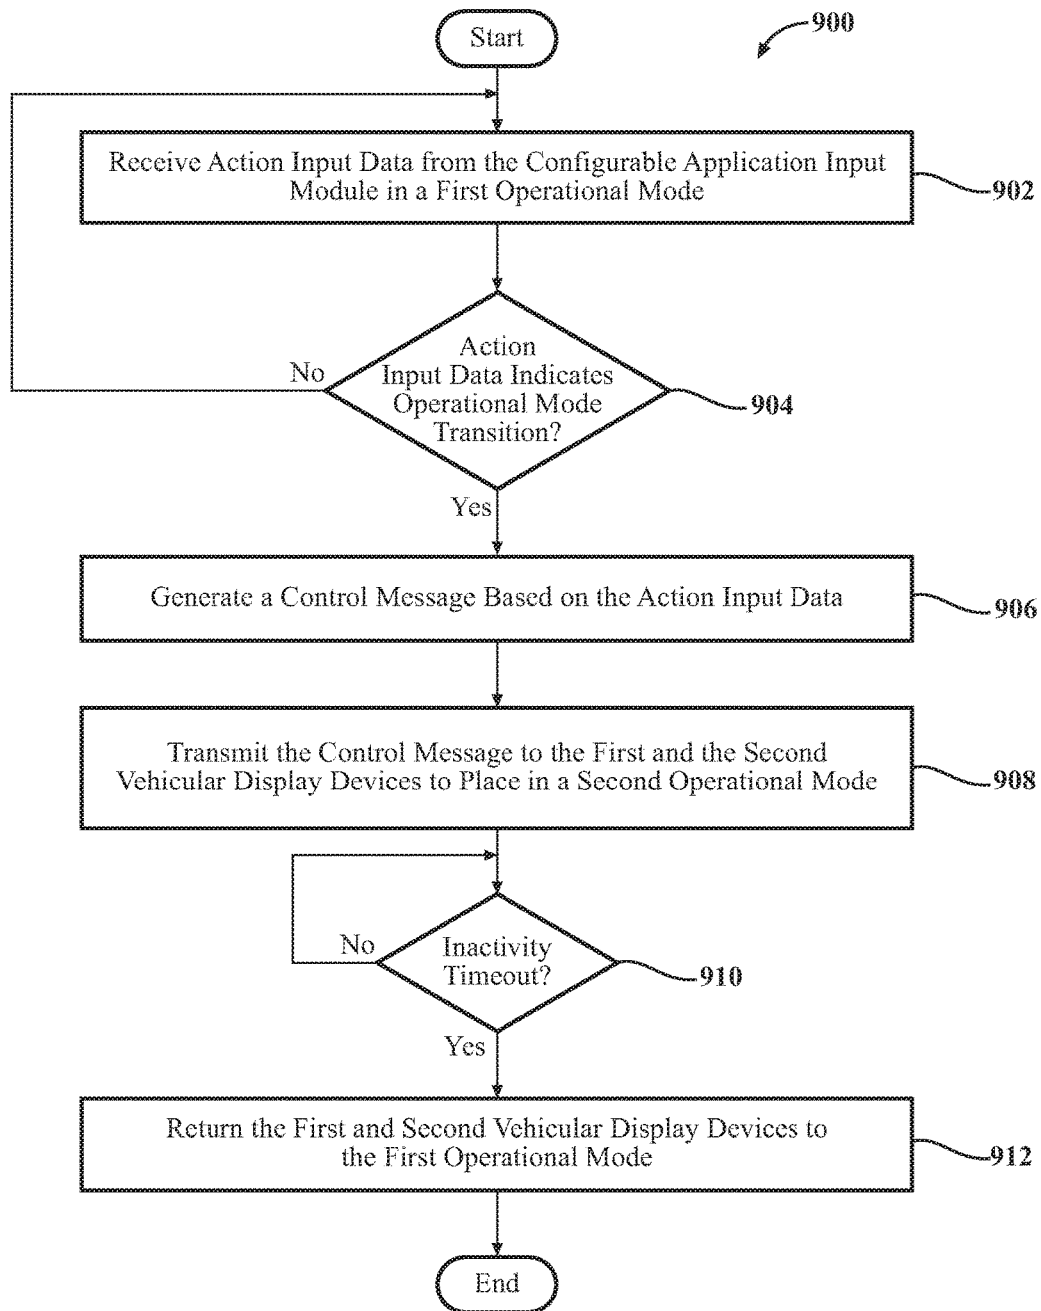 Start
900
Receive Action Input Data from the Configurable Application Input
Module in a First Operational Mode
902
Action
Input Data Indicates
Operational Mode
Transition?
No
904
Yes
Generate a Control Message Based on the Action Input Data
906
Transmit the Control Message to the First and the Second
Vehicular Display Devices to Place in a Second Operational Mode
908
No
Inactivity
Timeout?
910
Yes
Return the First and Second Vehicular Display Devices to
the First Operational Mode
912
End